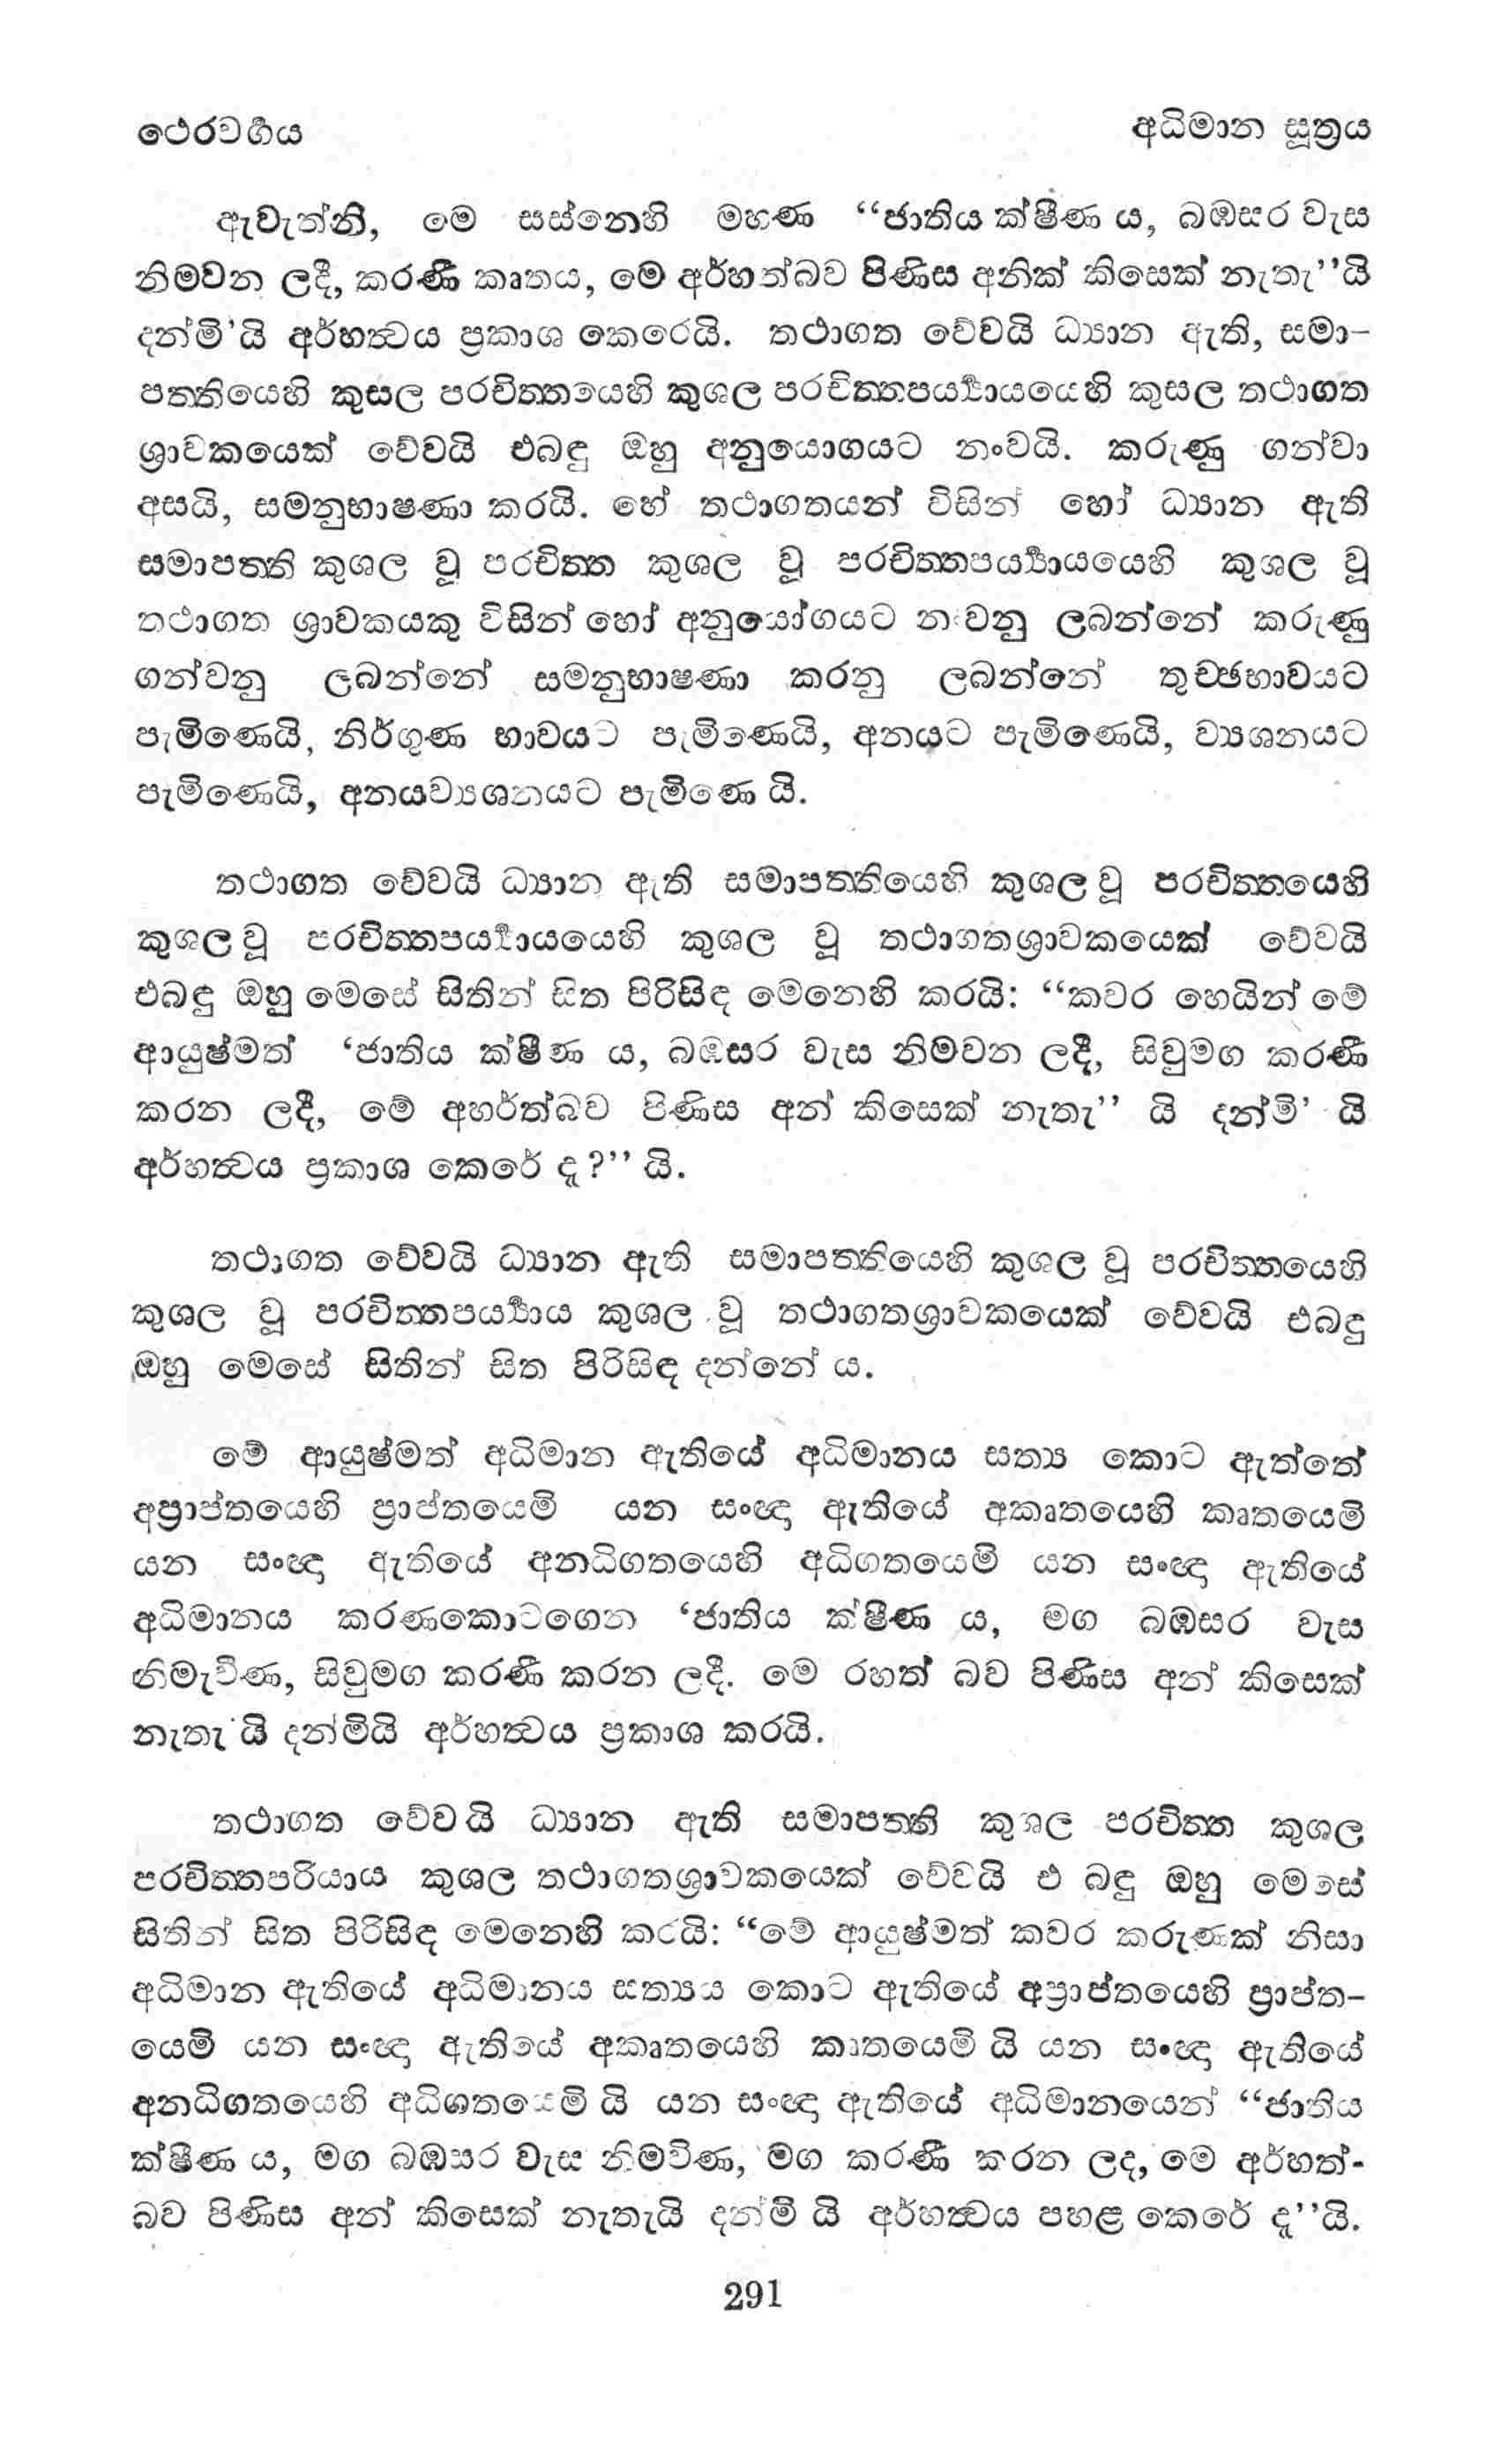 ථෙරවර්‍ගය
අධිමාන සූත්‍රය
ඇවැත්නි, මෙ සස්නෙහි මහණ “ජාතිය ක්ෂීණ ය, බඹසර වැස
නිමවන ලදී, කරණී කෘතය, මෙ අර්හත්බව පිණිස අනික් කිසෙක් නැතැ’’යි
දන්මි’යි අර්හත්‍වය ප්‍රකාශ කෙරෙයි. තථාගත වේවයි ධ්‍යාන ඇති, සමා-
පත්තියෙහි කුසල පරචිත්තයෙහි කුශල පරචිත්තපර්‍ය්‍යායයෙහි කුසල තථාගත
ශ්‍රාවකයෙක් වේවයි එබඳු ඔහු අනුයොගයට නංවයි. කරුණු ගන්වා
අසයි, සමනුභාෂණා කරයි. හේ තථාගතයන් විසින් හෝ ධ්‍යාන ඇති
සමාපත්ති කුශල වූ පරචිත්ත කුශල වූ පරචිත්තපර්‍ය්‍යායයෙහි කුශල වූ
තථාගත ශ්‍රාවකයකු විසින් හෝ අනුයෝගයට නංවනු ලබන්නේ කරුණු
ගන්වනු ලබන්නේ සමනුභාෂණා කරනු ලබන්නේ තුච්ඡභාවයට
පැමිණෙයි, නිර්ගුණ භාවයට පැමිණෙයි, අනයට පැමිණෙයි, ව්‍යශනයට
පැමිණෙයි, අනයව්‍යශනයට පැමිණෙ යි.
තථාගත වේවයි ධ්‍යාන ඇති සමාපත්තියෙහි කුශල වූ පරචිත්තයෙහි
කුශල වූ පරචිත්තපර්‍ය්‍යායයෙහි කුශල වූ තථාගතශ්‍රාවකයෙක් වේවයි
එබඳු ඔහු මෙසේ සිතින් සිත පිරිසිඳ මෙනෙහි කරයි: “කවර හෙයින් මේ
ආයුෂ්මත් ‘ජාතිය ක්ෂීණ ය, බඹසර වැස නිමවන ලදී, සිවුමග කරණී
කරන ලදී, මේ අහර්ත්බව පිණිස අන් කිසෙක් නැතැ’’ යි දන්මි’ යි
අර්හත්‍වය ප්‍රකාශ කෙරේ ද?’’ යි.
තථාගත වේවයි ධ්‍යාන ඇති සමාපත්තියෙහි කුශල වූ පරචිත්තයෙහි
කුශල වූ පරචිත්තපර්‍ය්‍යාය කුශල වූ තථාගතශ්‍රාවකයෙක් වේවයි එබඳු
ඔහු මෙසේ සිතින් සිත පිරිසිඳ දන්නේ ය.
මේ ආයුෂ්මත් අධිමාන ඇතියේ අධිමානය සත්‍ය කොට ඇත්තේ
අප්‍රාප්තයෙහි ප්‍රාප්තයෙමි යන සංඥා ඇතියේ අකෘතයෙහි කෘතයෙමි
යන සංඥා ඇතියේ අනධිගතයෙහි අධිගතයෙමි යන සංඥා ඇතියේ
අධිමානය කරණකොටගෙන ‘ජාතිය ක්ෂීණ ය, මග බඹසර වැස
නිමැවිණ, සිවුමග කරණී කරන ලදී. මෙ රහත් බව පිණිස අන් කිසෙක්
නැතැ’යි දන්මියි අර්හත්‍වය ප්‍රකාශ කරයි.
තථාගත වේවයි ධ්‍යාන ඇති සමාපත්ති කුශල පරචිත්ත කුශල
පරචිත්තපරියාය කුශල තථාගතශ්‍රාවකයෙක් වේවයි එ බඳු ඔහු මෙසේ
සිතින් සිත පිරිසිඳ මෙනෙහි කරයි: “මේ ආයුෂ්මත් කවර කරුණක් නිසා
අධිමාන ඇතියේ අධිමානය සත්‍යය කොට ඇතියේ අප්‍රාප්තයෙහි ප්‍රාප්ත-
යෙමි යන සංඥා ඇතියේ අකෘතයෙහි කෘතයෙමි යි යන සංඥා ඇතියේ
අනධිගතයෙහි අධිශතයෙමි යි යන සංඥා ඇතියේ අධිමානයෙන් “ජාතිය
ක්ෂීණ ය, මග බඹසර වැස නිමවිණ, මග කරණී කරන ලද, මෙ අර්හත්-
බව පිණිස අන් කිසෙක් නැතැයි දන්මි යි අර්හත්‍වය පහළ කෙරේ ද’’යි.
291